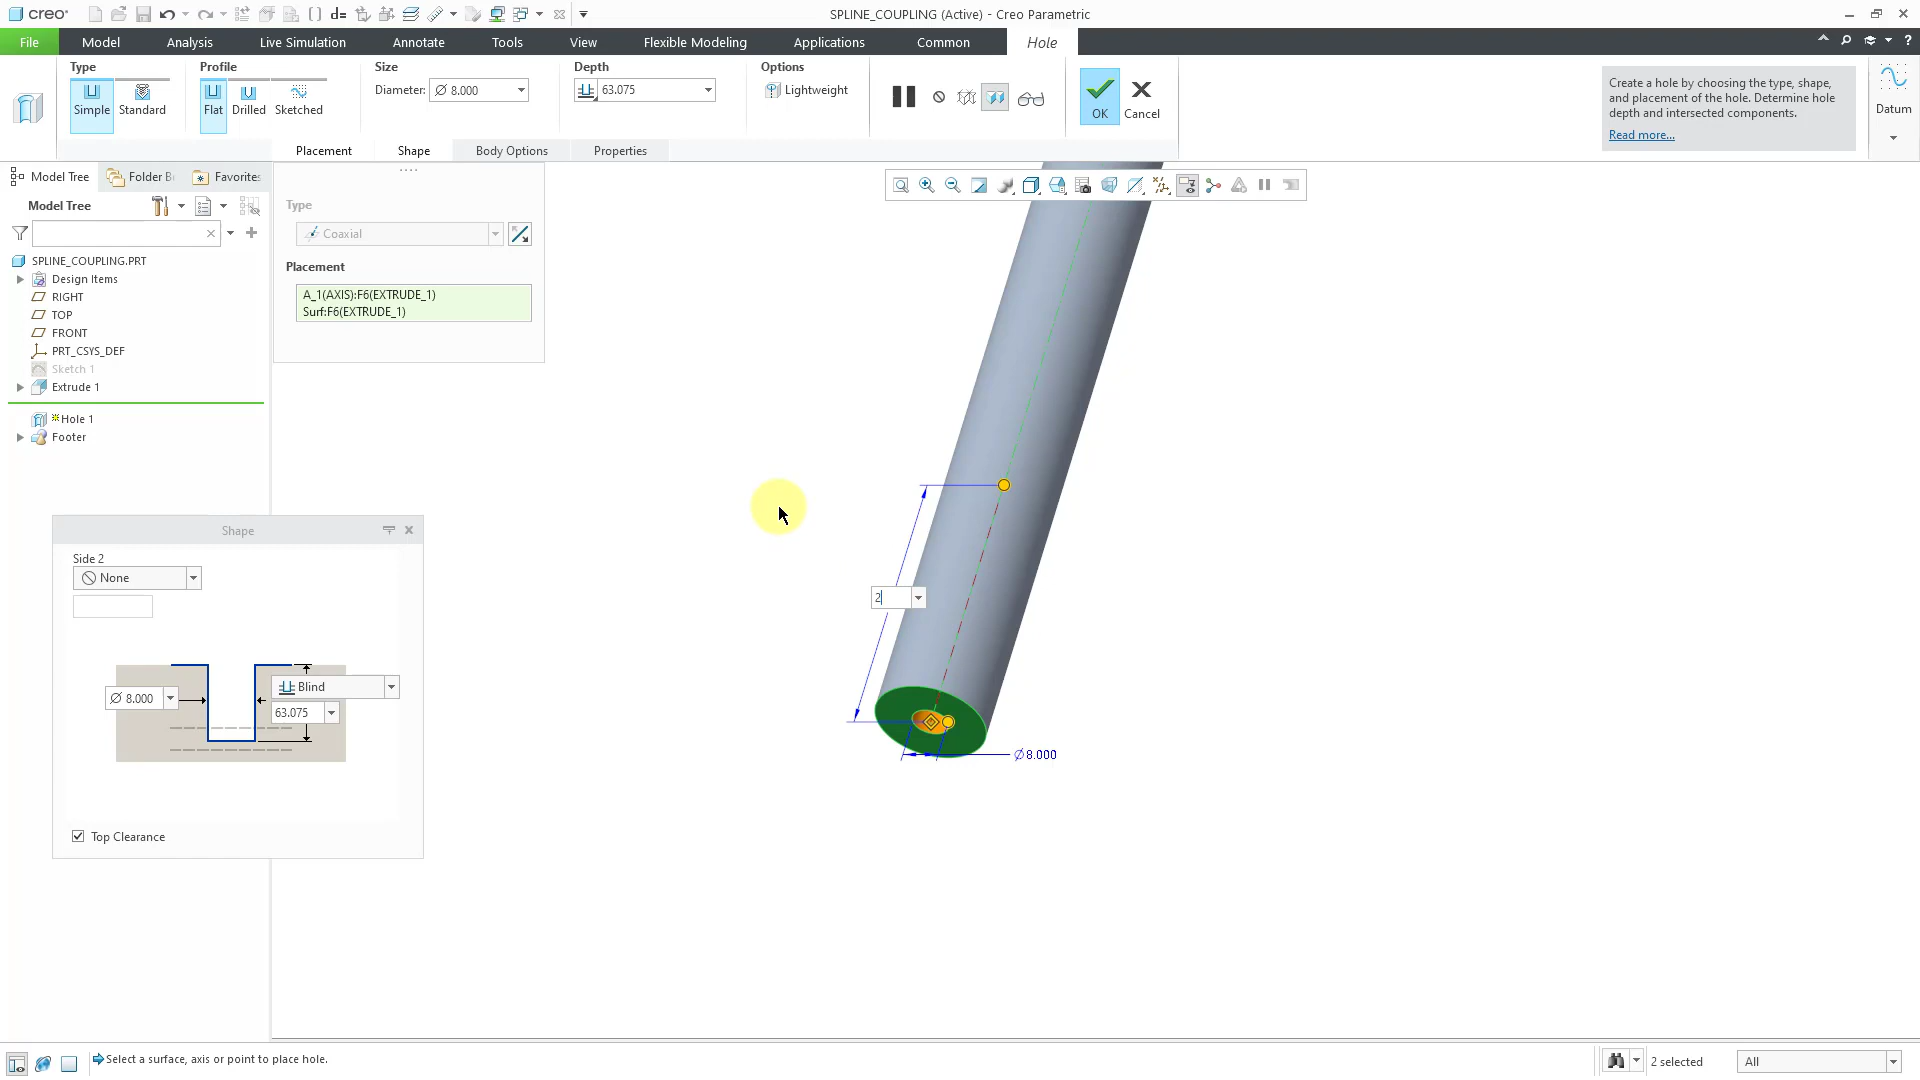 creo
SPLINE_COUPLING (Active) - Creo Parametric
File
Model
Analysis
Live Simulation
Annotate
Tools
View
Flexible Modeling
Applications
Common
Hole
Type
Profile
Size
Depth
Options
Diameter:
Ø 8.000
63.075
Lightweight
Simple
Standard
Flat
Drilled
Sketched
OK
Cancel
Create a hole by choosing the type, shape,
and placement of the hole. Determine hole
depth and intersected components.
Read more...
Datum
Placement
Shape
Body Options
Properties
Model Tree
Folder B
Favorites
Model Tree
SPLINE_COUPLING.PRT
Design Items
RIGHT
TOP
FRONT
PRT_CSYS_DEF
Sketch 1
Extrude 1
Hole 1
Footer
Type
Coaxial
Placement
A_1(AXIS):F6(EXTRUDE_1)
Surf:F6(EXTRUDE_1)
Shape
Side 2
None
Ø 8.000
Blind
63.075
Top Clearance
2
Ø8.000
Select a surface, axis or point to place hole.
2 selected
All